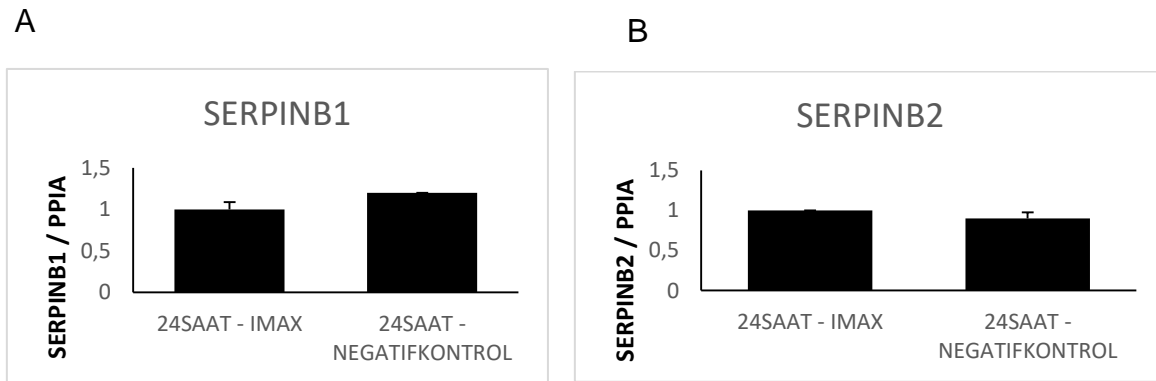 A
SERPINB1
SERPINB1 / PPIA
1,5
1
0,5
0
24SAAT - IMAX
24SAAT -
NEGATIFKONTROL
B
SERPINB2
SERPINB2 / PPIA
1,5
1
0,5
0
24SAAT - IMAX
24SAAT -
NEGATIFKONTROL